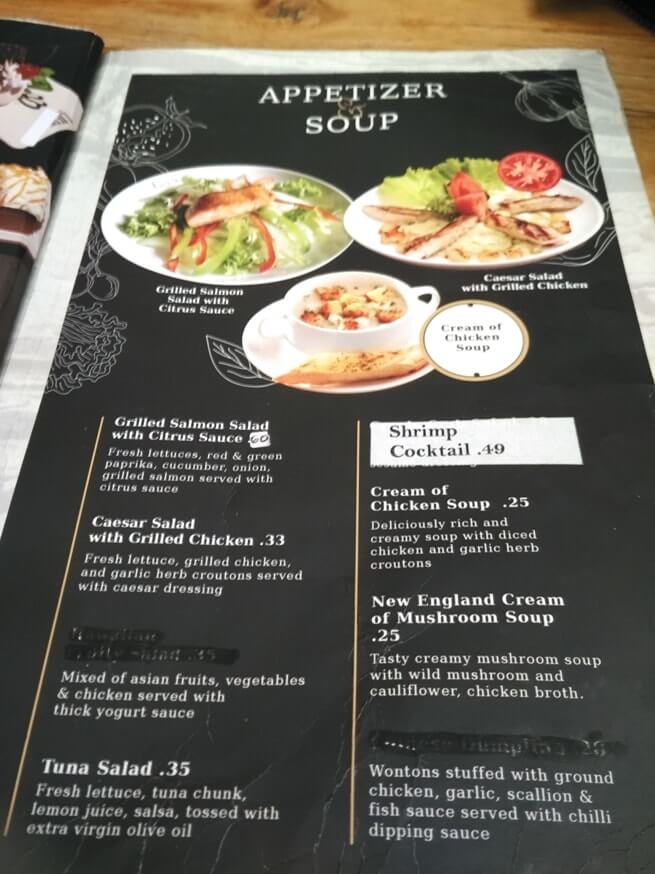 APPETIZER
&
SOUP
Grilled Salmon
Salad with
Citrus Sauce
Caesar Salad
with Grilled Chicken
Cream of
Chicken
Soup
Grilled Salmon Salad
with Citrus Sauce 60
Fresh lettuces, red & green
paprika, cucumber, onion,
grilled salmon served with
citrus sauce
Caesar Salad
with Grilled Chicken .33
Fresh lettuce, grilled chicken,
and garlic herb croutons served
with caesar dressing
Mixed of asian fruits, vegetables
& chicken served with
thick yogurt sauce
Tuna Salad .35
Fresh lettuce, tuna chunk,
lemon juice, salsa, tossed with
extra virgin olive oil
Shrimp
Cocktail .49
Cream of
Chicken Soup .25
Deliciously rich and
creamy soup with diced
chicken and garlic herb
croutons
New England Cream
of Mushroom Soup
.25
Tasty creamy mushroom soup
with wild mushroom and
cauliflower, chicken broth.
Wontons stuffed with ground
chicken, garlic, scallion &
fish sauce served with chilli
dipping sauce